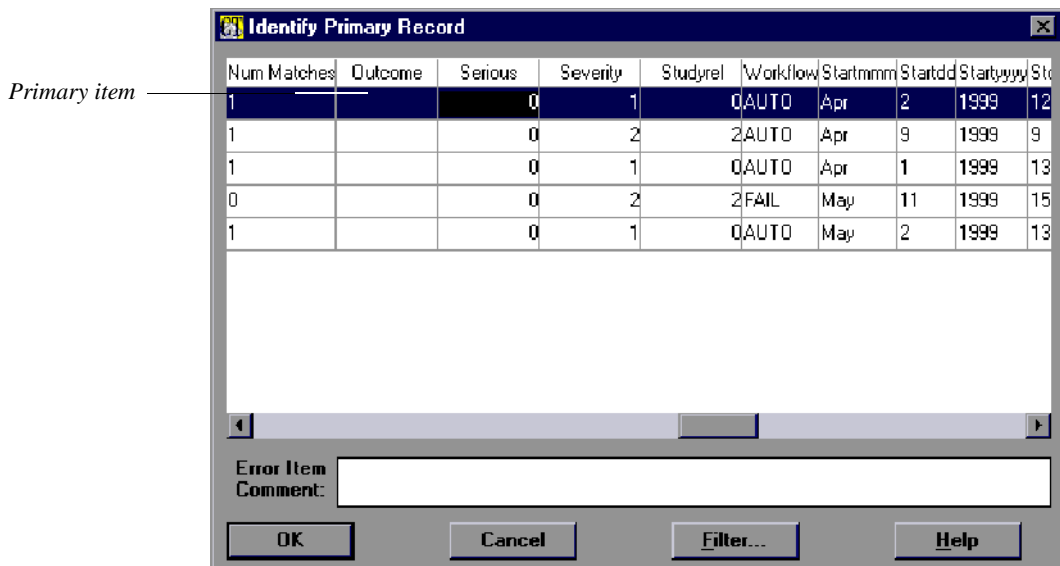 Identify Primary Record
Num Matches Outcome Serious Severity Studyrel Workflow Startmmm Startdd Startyyyy
Primary item
1 0 1 0 AUTO Apr 2 1999 12
1 0 2 2 AUTO Apr 9 1999 9
1 0 1 0 AUTO Apr 1 1999 13
0 0 2 2 FAIL May 11 1999 15
1 0 1 0 AUTO May 2 1999 13
Error Item
Comment:
OK Cancel Filter... Help